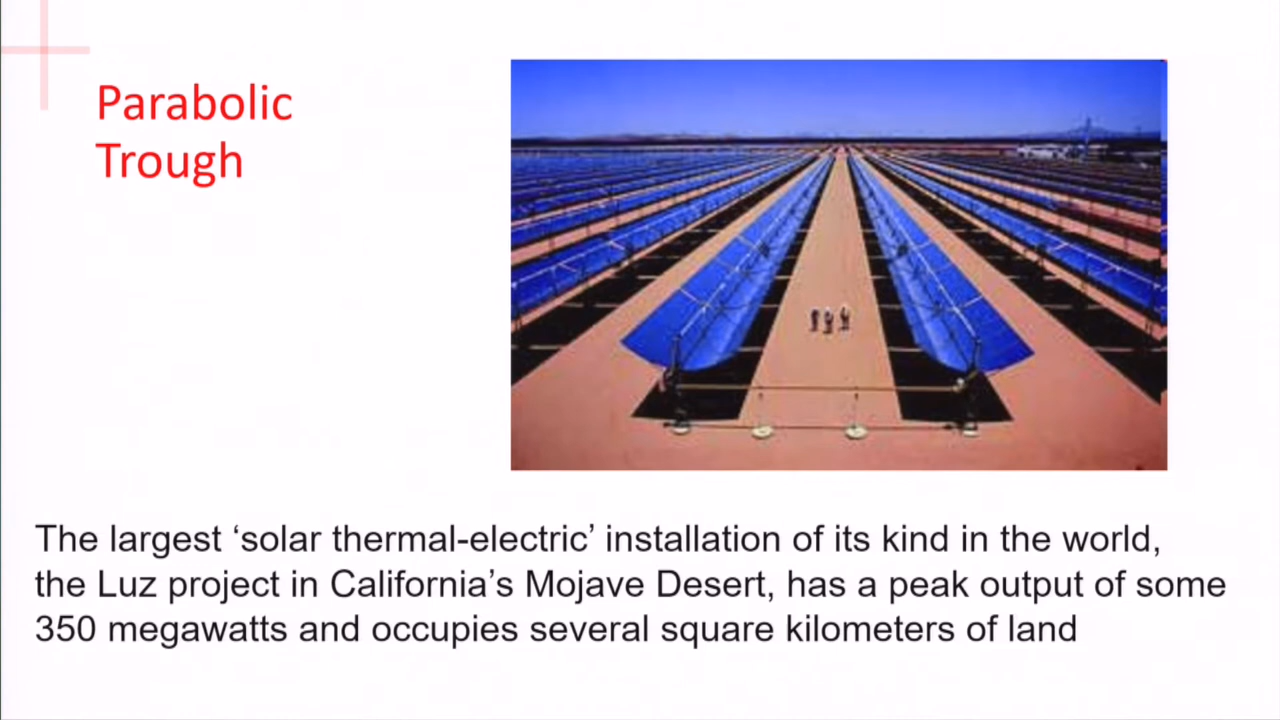 Parabolic
Trough
The largest ‘solar thermal-electric’ installation of its kind in the world,
the Luz project in California’s Mojave Desert, has a peak output of some
350 megawatts and occupies several square kilometers of land